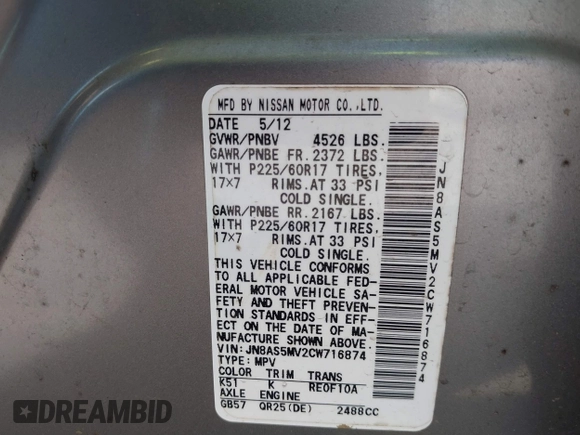 MFD BY NISSAN MOTOR CO.,LTD.
DATE 5/12
GVWR/PNBV 4526 LBS.
GAWR/PNBE FR. 2372 LBS.
WITH P225/60R17 TIRES,
17×7 RIMS.AT 33 PSI
COLD SINGLE.
GAWR/PNBE RR. 2167 LBS.
WITH P225/60R17 TIRES,
17×7 RIMS.AT 33 PSI
COLD SINGLE.
THIS VEHICLE CONFORMS
TO ALL APPLICABLE FED-
ERAL MOTOR VEHICLE SA-
FETY AND THEFT PREVEN-
TION STANDARDS IN EFF-
ECT ON THE DATE OF MA-
NUFACTURE SHOWN ABOVE.
VIN: JN8AS5MV2CW716874
TYPE: MPV
COLOR TRIM TRANS
K51 K RE0F10A
AXLE ENGINE
GB57 QR25(DE) 2488CC
JN8AS5MV2CW716874
EPICBID
EPICBID.COM